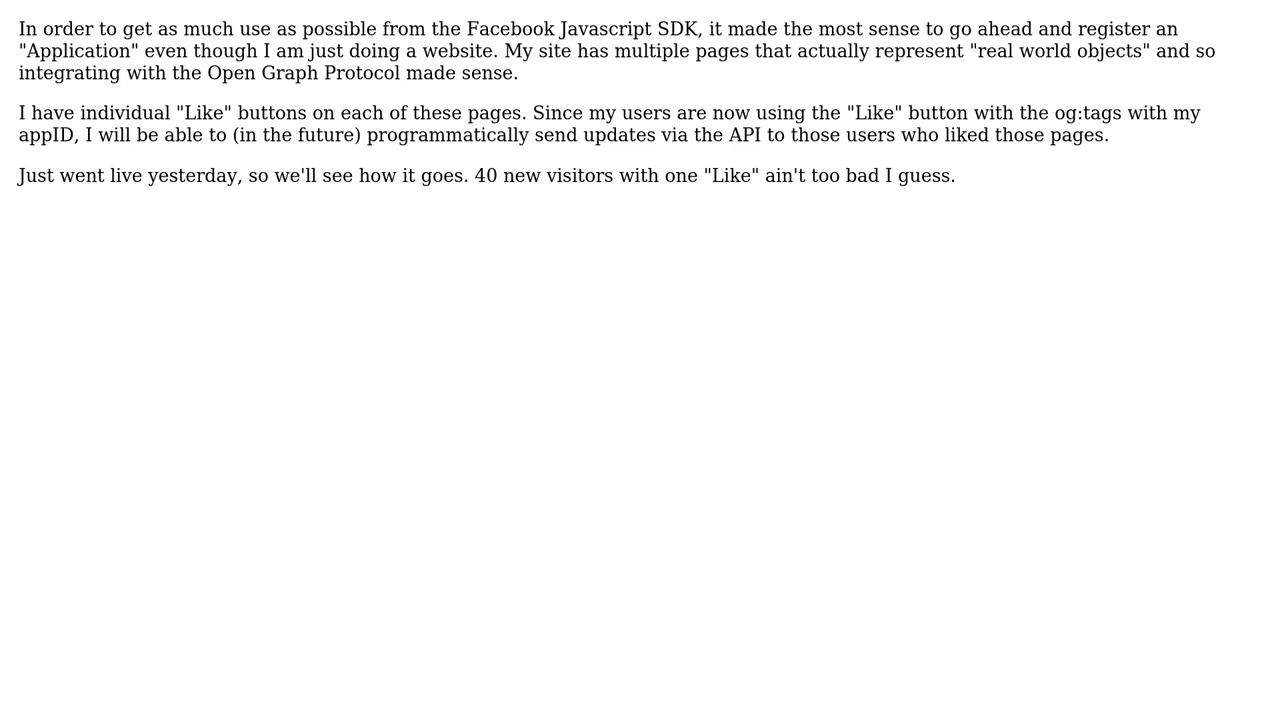 In order to get as much use as possible from the Facebook Javascript SDK, it made the most sense to go ahead and register an
"Application" even though I am just doing a website. My site has multiple pages that actually represent "real world objects" and so
integrating with the Open Graph Protocol made sense.
I have individual "Like" buttons on each of these pages. Since my users are now using the "Like" button with the og:tags with my
appID, I will be able to (in the future) programmatically send updates via the API to those users who liked those pages.
Just went live yesterday, so we'll see how it goes. 40 new visitors with one "Like" ain't too bad I guess.